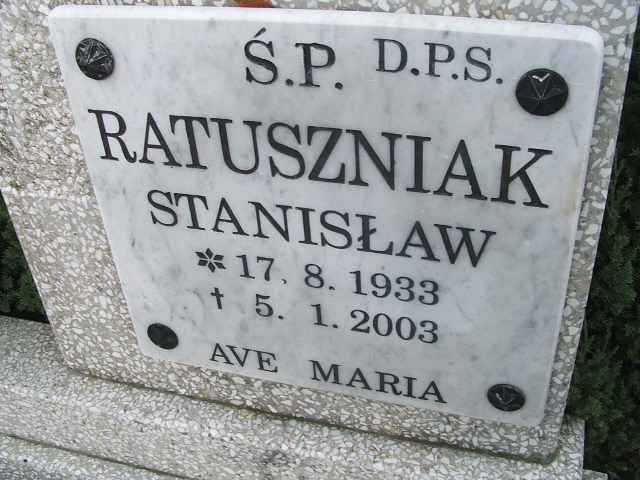 Ś.P. D.P.S.
RATUSZNIAK
STANISŁAW
* 17. 8. 1933
† 5. 1. 2003
AVE MARIA